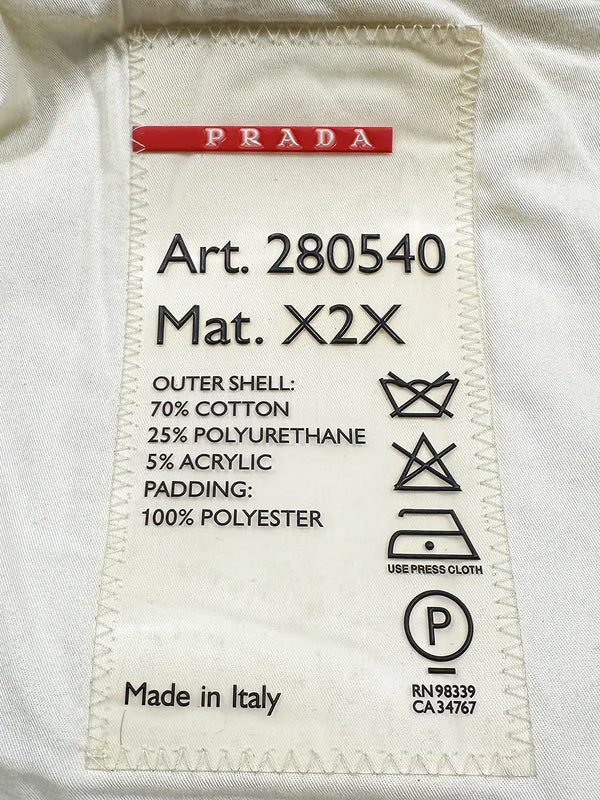 PRADA
Art. 280540
Mat. X2X
OUTER SHELL:
70% COTTON
25% POLYURETHANE
5% ACRYLIC
PADDING:
100% POLYESTER
USE PRESS CLOTH
P
Made in Italy
RN 98339
CA 34767